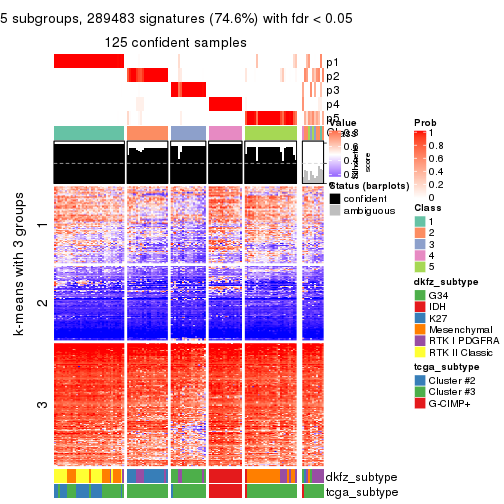 5 subgroups, 289483 signatures (74.6%) with fdr < 0.05
125 confident samples
p1
p2
p3
p4
p5
Value
Silhouette
score
Status (barplots)
confident
ambiguous
Prob
1
0.8
0.6
0.4
0.2
0
Class
1
2
3
4
5
dkfz_subtype
G34
IDH
K27
Mesenchymal
RTK I PDGFRA
RTK II Classic
tcga_subtype
Cluster #2
Cluster #3
G-CIMP+
k-means with 3 groups
1
2
3
dkfz_subtype
tcga_subtype